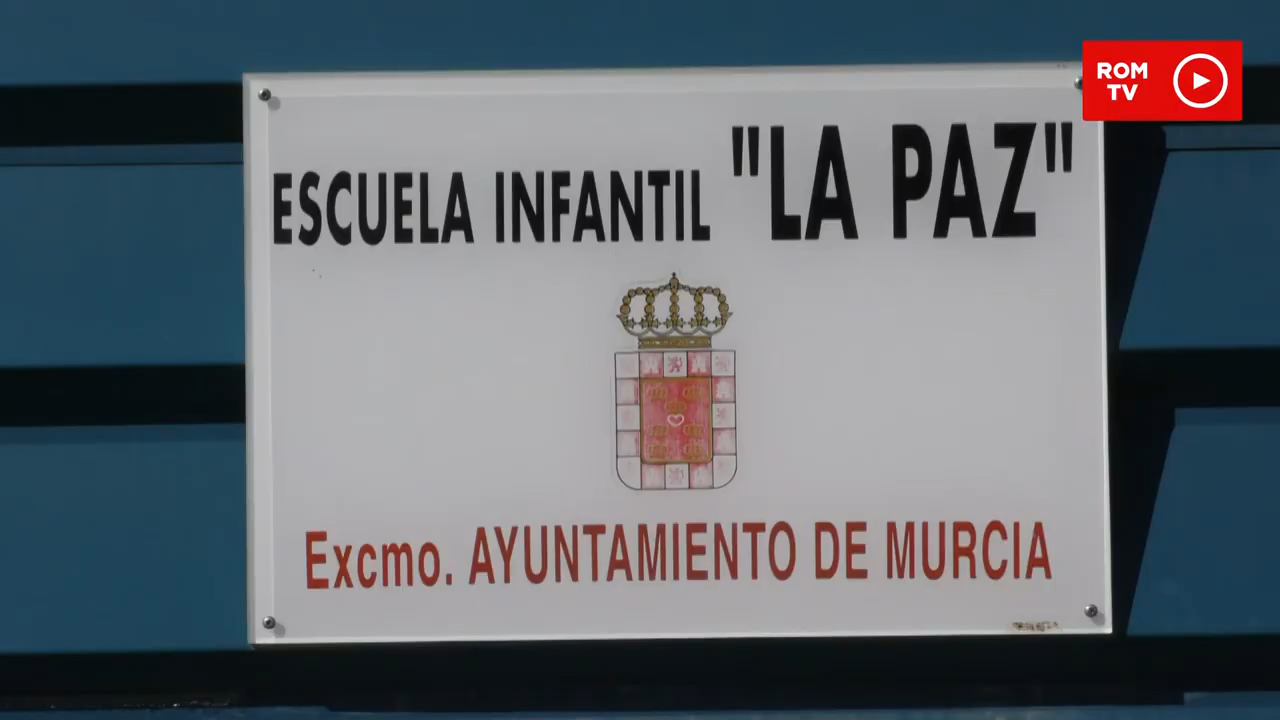 ROM
TV
ESCUELA INFANTIL "LA PAZ"
Excmo. AYUNTAMIENTO DE MURCIA